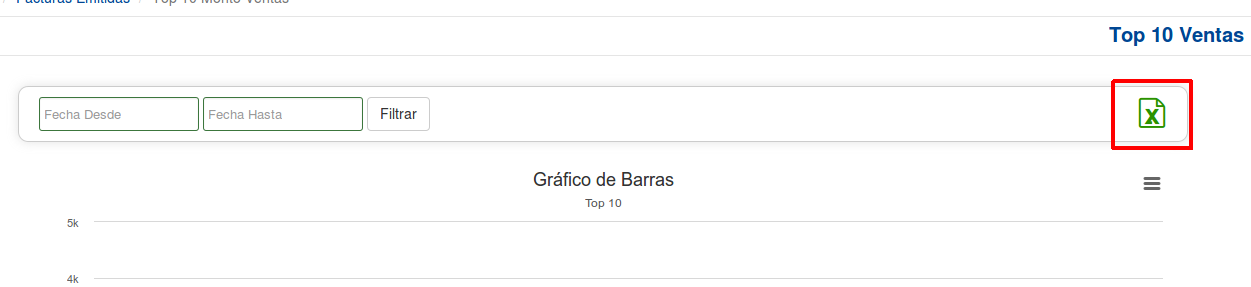 Facturas Emitidas / Top 10 Monto Ventas
Top 10 Ventas
Fecha Desde Fecha Hasta Filtrar
X
Gráfico de Barras
Top 10
5k
4k